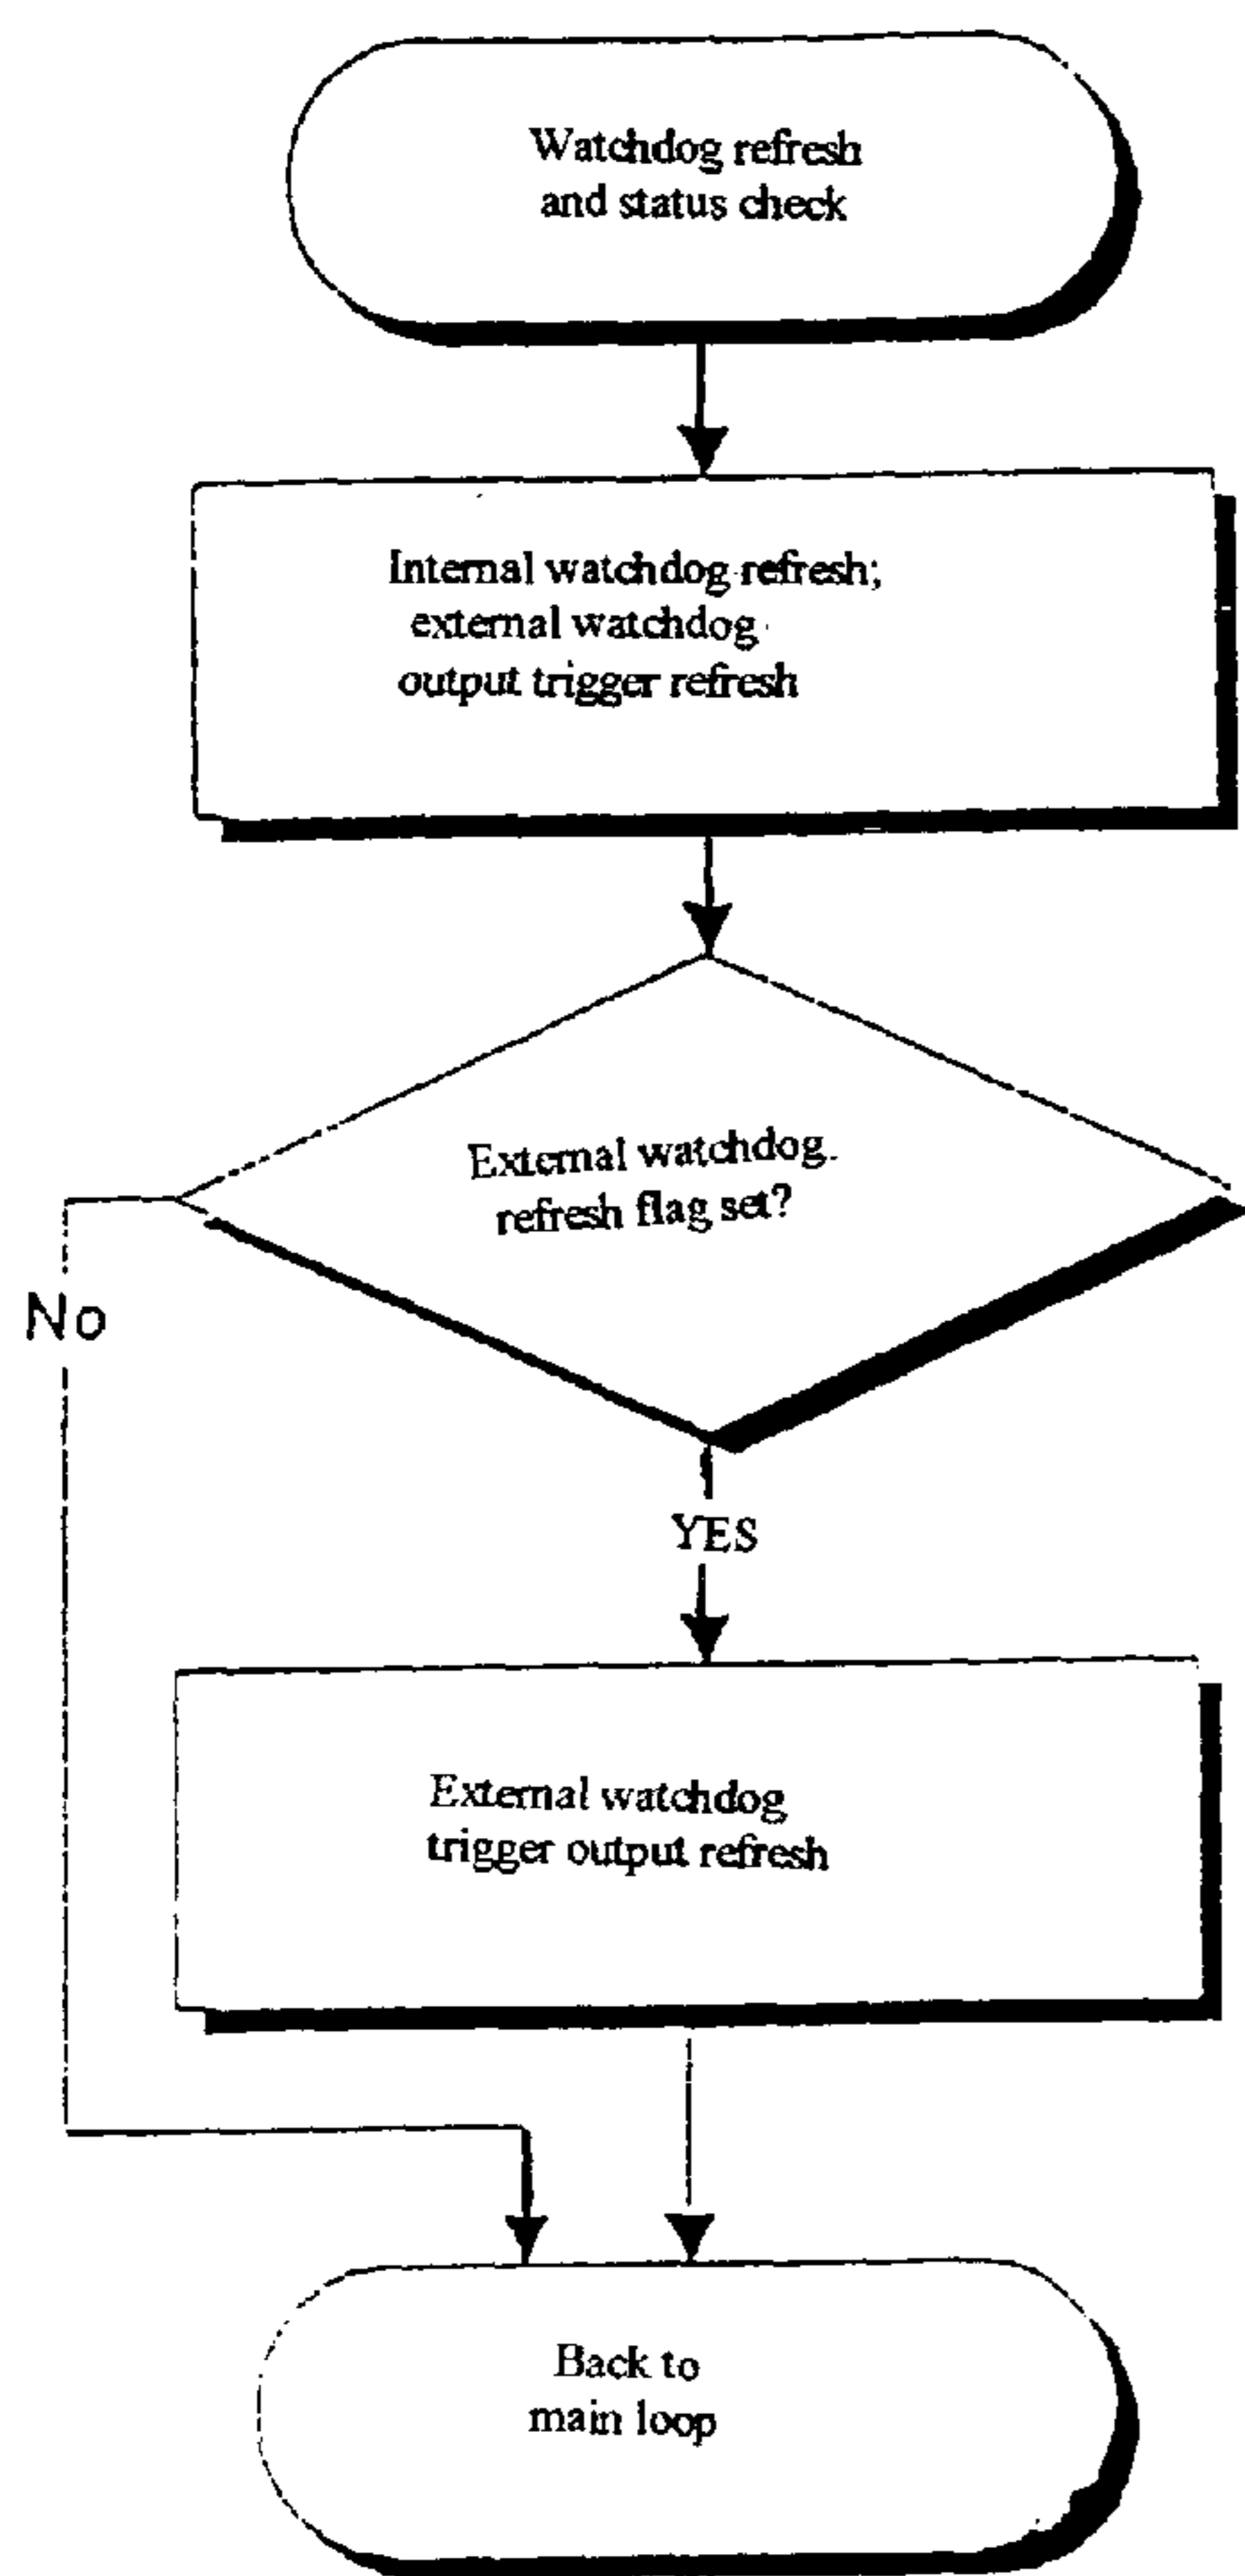 Watchdog refresh
and status check
Internal watchdog refresh;
external watchdog
output trigger refresh
External watchdog
refresh flag set?
No
YES
External watchdog
trigger output refresh
Back to
main loop